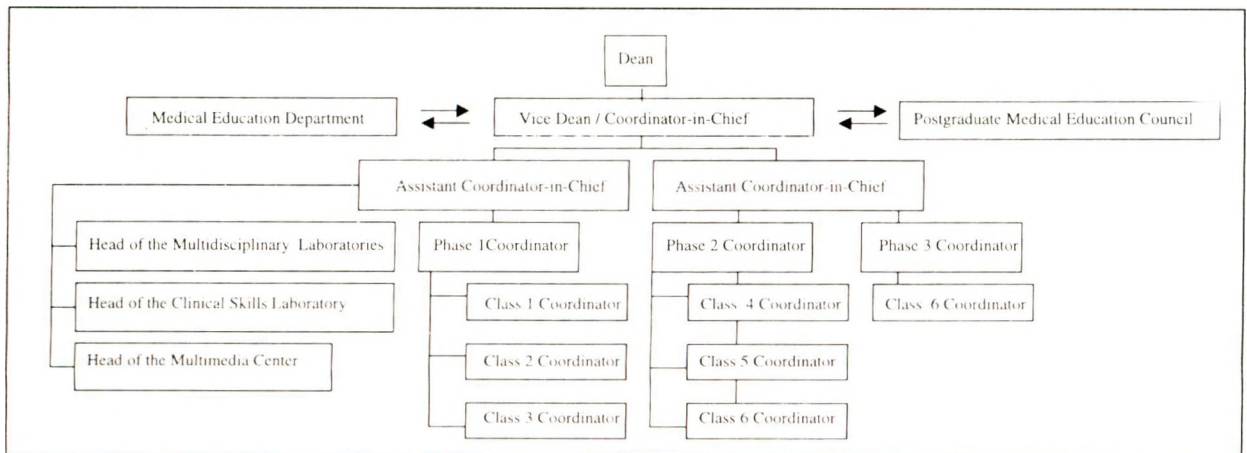 Dean
Medical Education Department
Vice Dean / Coordinator-in-Chief
Postgraduate Medical Education Council
Assistant Coordinator-in-Chief
Assistant Coordinator-in-Chief
Head of the Multidisciplinary Laboratories
Phase 1Coordinator
Phase 2 Coordinator
Phase 3 Coordinator
Head of the Clinical Skills Laboratory
Class 1 Coordinator
Class 4 Coordinator
Class 6 Coordinator
Head of the Multimedia Center
Class 2 Coordinator
Class 5 Coordinator
Class 3 Coordinator
Class 6 Coordinator